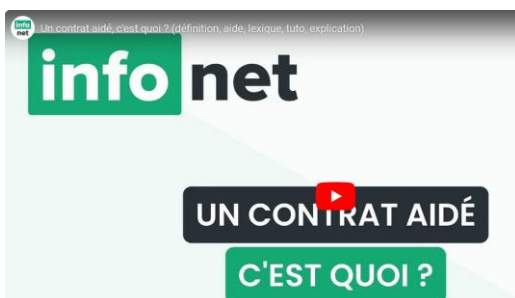 info
net
Un contrat aidé, c'est quoi ? (définition, aide, lexique, tuto, explication)
info net
UN CONTRAT AIDÉ
C'EST QUOI ?